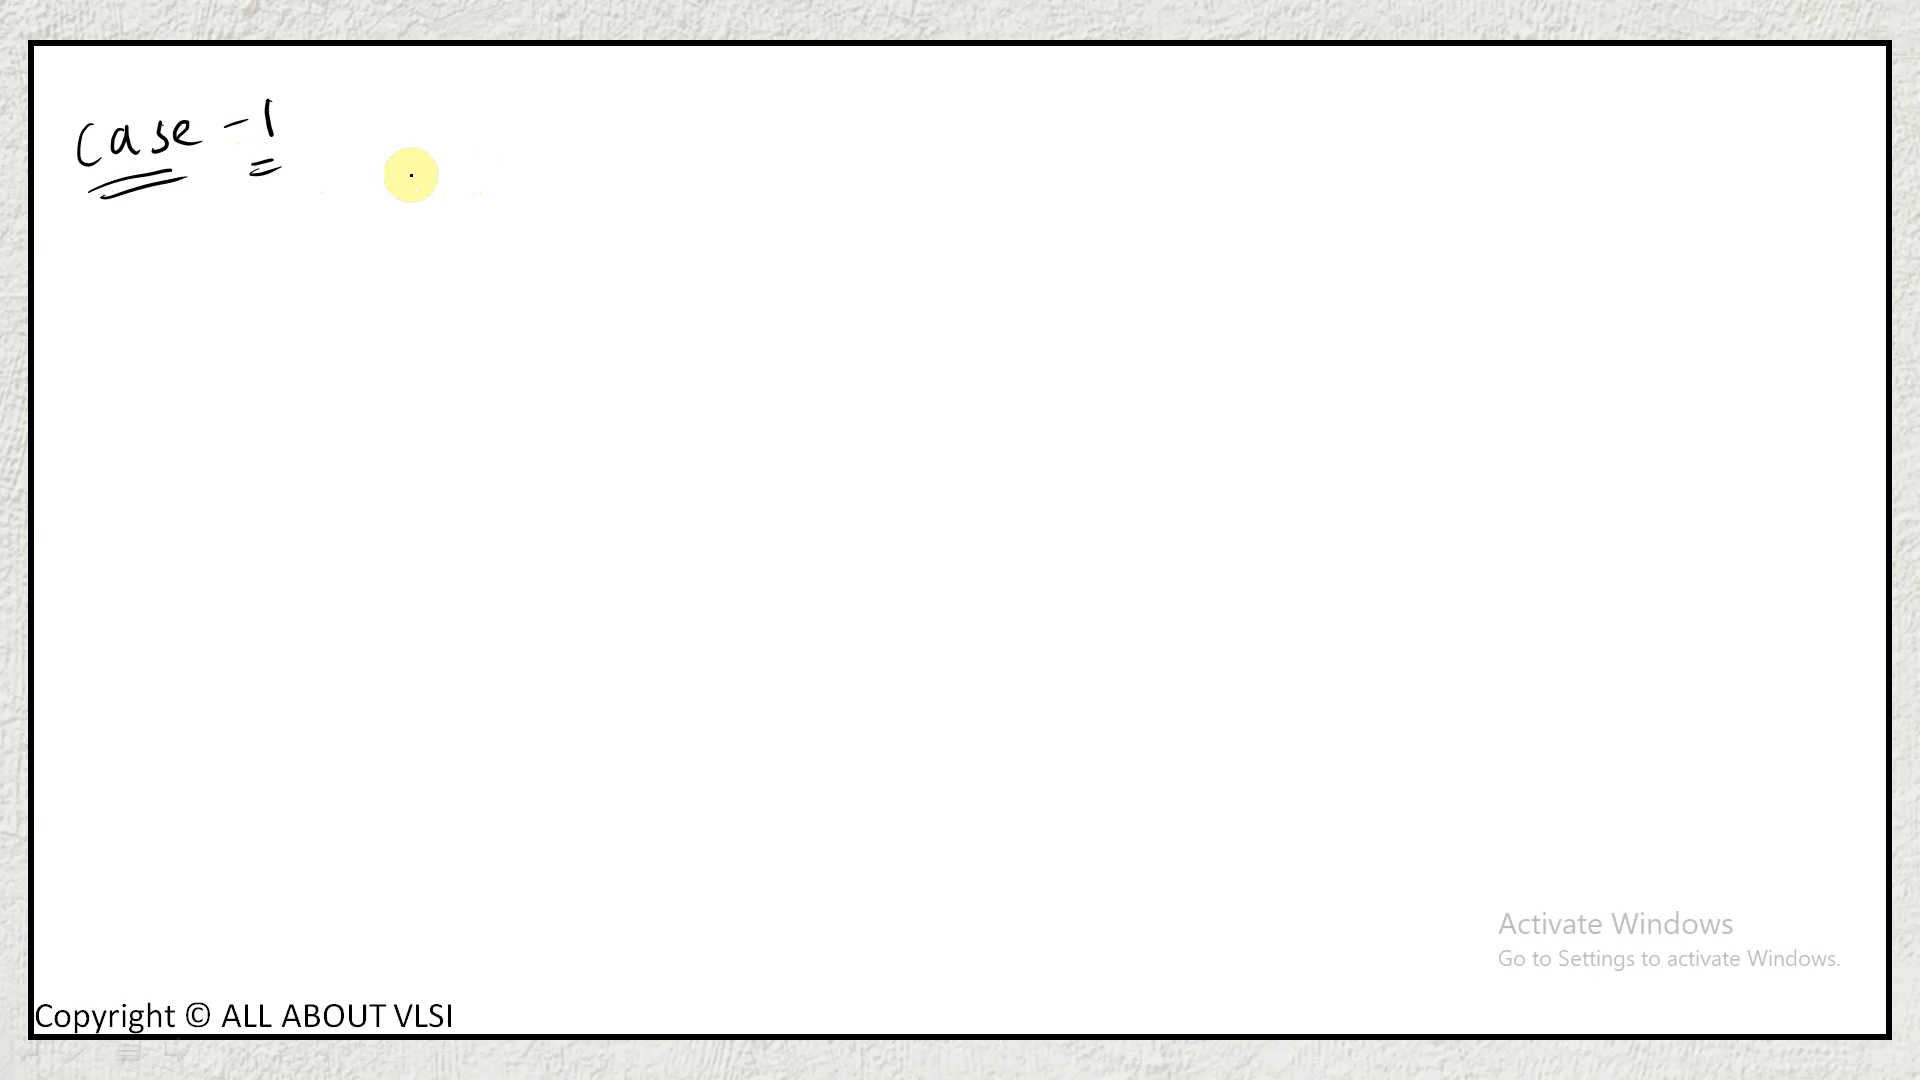 Case - 1
Activate Windows
Go to Settings to activate Windows.
Copyright © ALL ABOUT VLSI